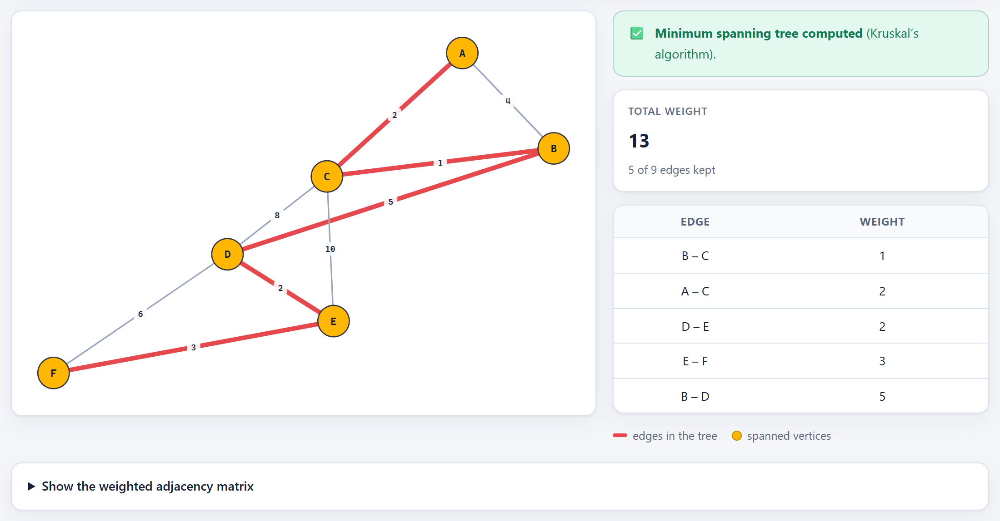 A
4
2
B
1
C
5
8
10
D
2
6
E
3
F
✅ Minimum spanning tree computed (Kruskal’s
algorithm).
TOTAL WEIGHT
13
5 of 9 edges kept
EDGE WEIGHT
B – C 1
A – C 2
D – E 2
E – F 3
B – D 5
edges in the tree spanned vertices
▶ Show the weighted adjacency matrix